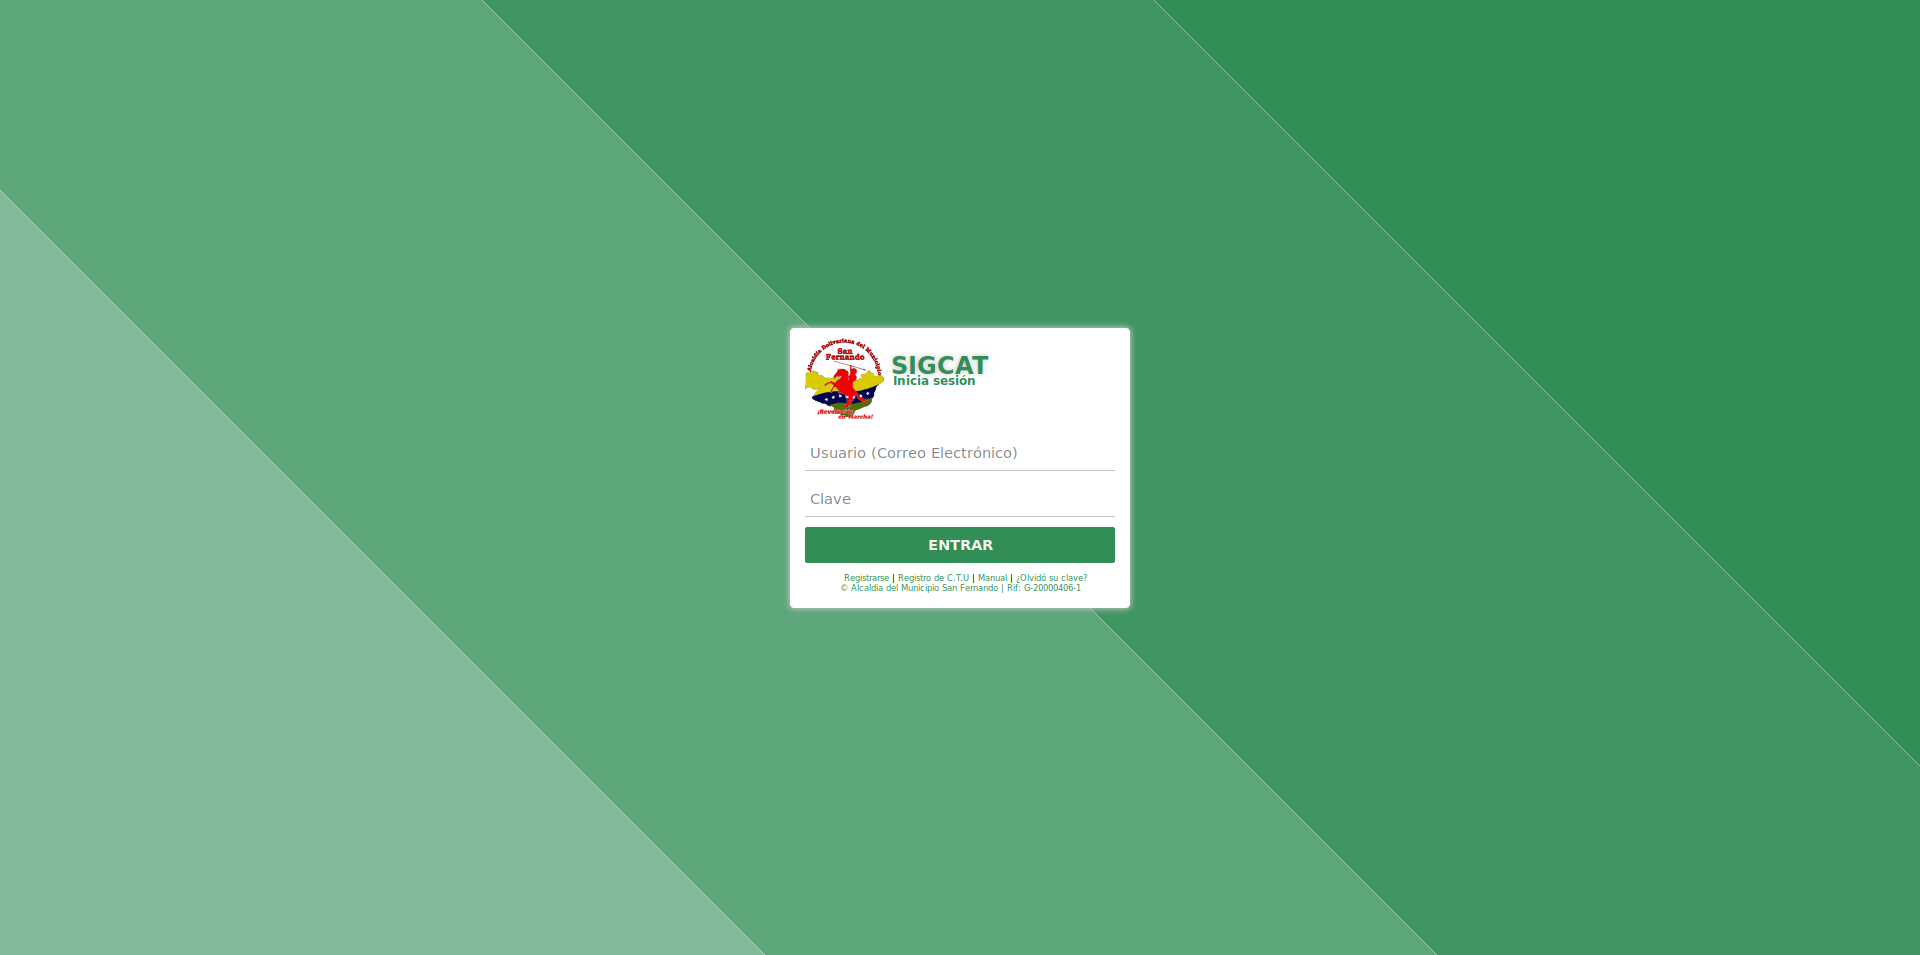 Alcaldía Bolivariana del Municipio
San
Fernando
¡Revolución
en Marcha!
SIGCAT
Inicia sesión
Usuario (Correo Electrónico)
Clave
ENTRAR
Registrarse | Registro de C.T.U | Manual | ¿Olvidó su clave?
© Alcaldia del Municipio San Fernando | Rif: G-20000406-1